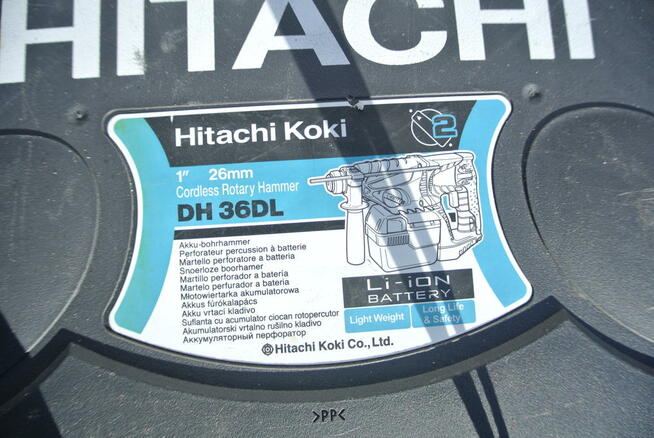 HITACHI
Hitachi Koki
2
1" 26mm
Cordless Rotary Hammer
DH 36DL
Akku-bohrhammer
Perforateur percussion à batterie
Martello perforatore a batteria
Snoerloze boorhamer
Martillo perforador a bateria
Martelo perfurador a bateria
Młotowiertarka akumulatorowa
Akkus fúrókalapács
Akku vrtací kladivo
Suflanta cu acumulator ciocan rotopercutor
Akumulatorski vrtalno rušilno kladivo
Аккумуляторный перфоратор
Li-ion
BATTERY
Light Weight
Long Life
& Safety
Hitachi Koki Co., Ltd.
>PP<